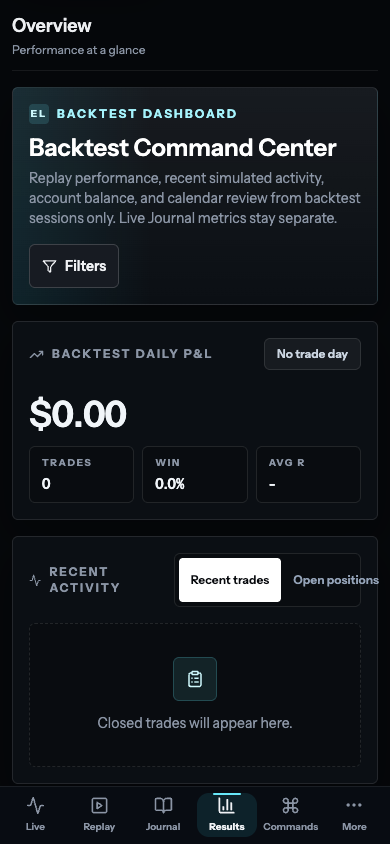 Overview
Performance at a glance
EL BACKTEST DASHBOARD
Backtest Command Center
Replay performance, recent simulated activity,
account balance, and calendar review from backtest
sessions only. Live Journal metrics stay separate.
Filters
BACKTEST DAILY P&L
No trade day
$0.00
TRADES
0
WIN
0.0%
AVG R
-
RECENT
ACTIVITY
Recent trades
Open positions
Closed trades will appear here.
Live
Replay
Journal
Results
Commands
More